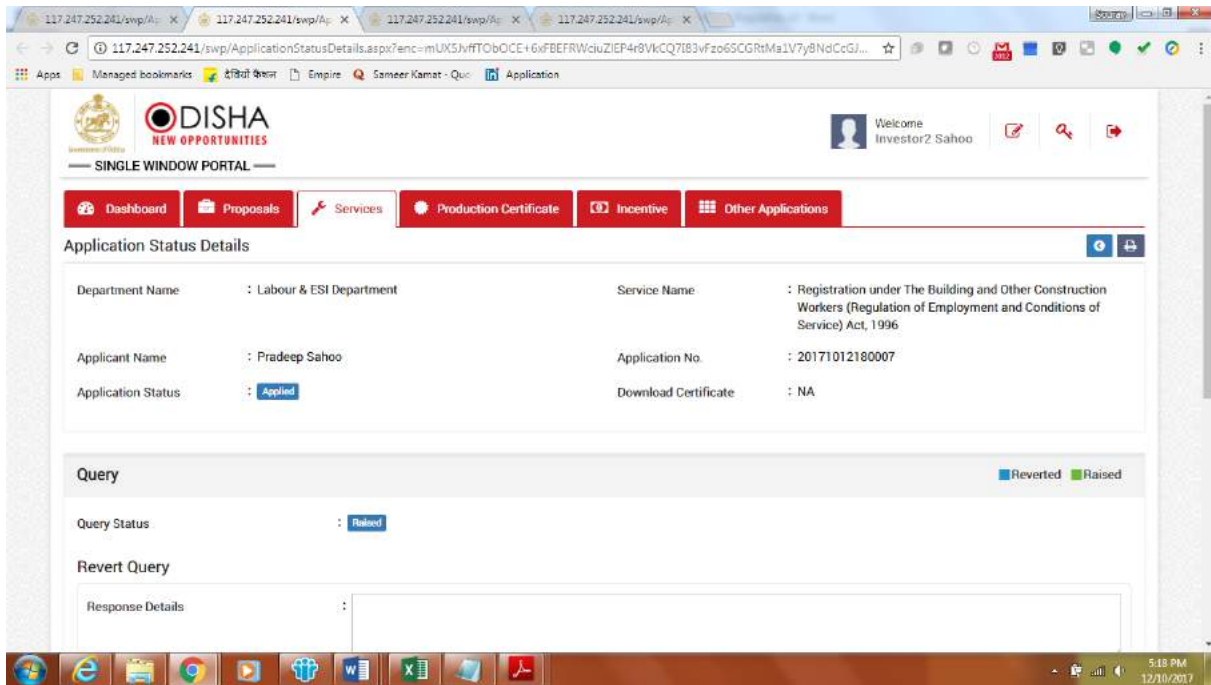 117.247.252.241/swp/Ap
117.247.252.241/swp/Ap
117.247.252.241/swp/Ap
117.247.252.241/swp/Ap
117.247.252.241/swp/ApplicationStatusDetails.aspx?enc=
Apps Managed bookmarks Empire Sameer Kamat - Quo Application
ODISHA
NEW OPPORTUNITIES
SINGLE WINDOW PORTAL
Welcome
Investor2 Sahoo
Dashboard Proposals Services Production Certificate Incentive Other Applications
Application Status Details
Department Name : Labour & ESI Department
Service Name : Registration under The Building and Other Construction
Workers (Regulation of Employment and Conditions of
Service) Act, 1996
Applicant Name : Pradeep Sahoo
Application No. : 20171012180007
Application Status : Applied
Download Certificate : NA
Query
Reverted Raised
Query Status : Raised
Revert Query
Response Details :
5:18 PM
12/10/2017